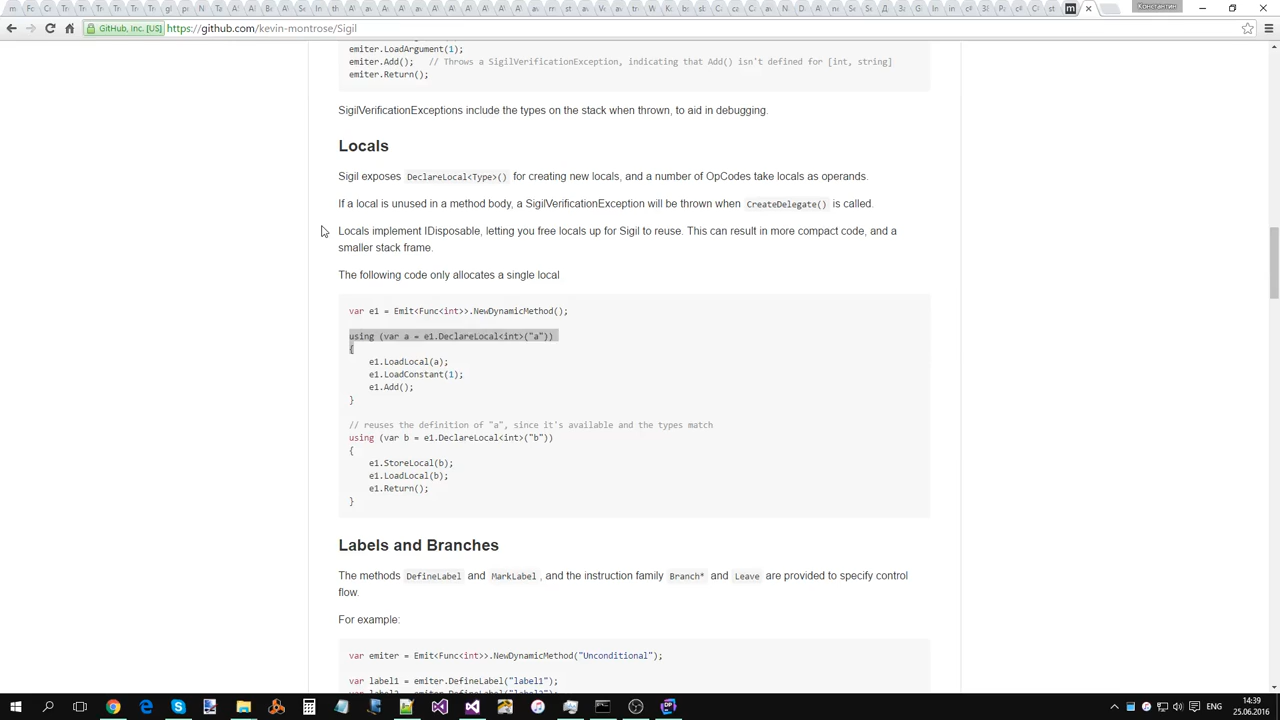 Константин
GitHub, Inc. [US] https://github.com/kevin-montrose/Sigil
emiter.LoadArgument(1);
emiter.Add();   // Throws a SigilVerificationException, indicating that Add() isn't defined for [int, string]
emiter.Return();
SigilVerificationExceptions include the types on the stack when thrown, to aid in debugging.
Locals
Sigil exposes DeclareLocal<Type>() for creating new locals, and a number of OpCodes take locals as operands.
If a local is unused in a method body, a SigilVerificationException will be thrown when CreateDelegate() is called.
Locals implement IDisposable, letting you free locals up for Sigil to reuse. This can result in more compact code, and a
smaller stack frame.
The following code only allocates a single local
var e1 = Emit<Func<int>>.NewDynamicMethod();
using (var a = e1.DeclareLocal<int>("a"))
{
e1.LoadLocal(a);
e1.LoadConstant(1);
e1.Add();
}
// reuses the definition of "a", since it's available and the types match
using (var b = e1.DeclareLocal<int>("b"))
{
e1.StoreLocal(b);
e1.LoadLocal(b);
e1.Return();
}
Labels and Branches
The methods DefineLabel and MarkLabel , and the instruction family Branch* and Leave are provided to specify control
flow.
For example:
var emiter = Emit<Func<int>>.NewDynamicMethod("Unconditional");
var label1 = emiter.DefineLabel("label1");
ENG
14:39
25.06.2016